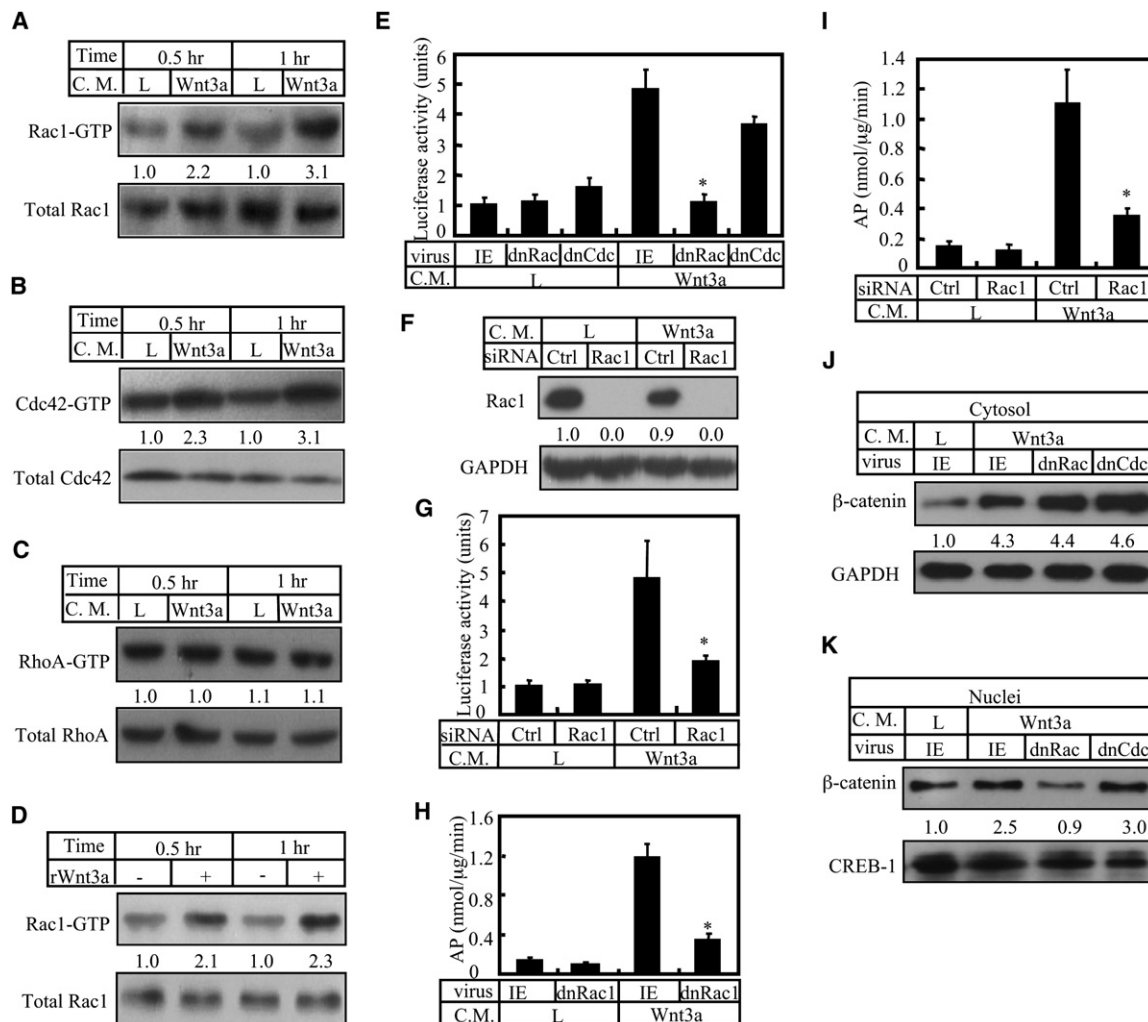 A
Time 0.5 hr 1 hr
C. M. L Wnt3a L Wnt3a
Rac1-GTP
1.0 2.2 1.0 3.1
Total Rac1
B
Time 0.5 hr 1 hr
C. M. L Wnt3a L Wnt3a
Cdc42-GTP
1.0 2.3 1.0 3.1
Total Cdc42
C
Time 0.5 hr 1 hr
C. M. L Wnt3a L Wnt3a
RhoA-GTP
1.0 1.0 1.1 1.1
Total RhoA
D
Time 0.5 hr 1 hr
rWnt3a - + - +
Rac1-GTP
1.0 2.1 1.0 2.3
Total Rac1
E
Luciferase activity (units)
6
5
4
3
2
1
0
*
virus IE dnRac dnCdc IE dnRac dnCdc
C.M. L Wnt3a
F
C. M. L Wnt3a
siRNA Ctrl Rac1 Ctrl Rac1
Rac1
1.0 0.0 0.9 0.0
GAPDH
G
Luciferase activity (units)
7
6
5
4
3
2
1
0
*
siRNA Ctrl Rac1 Ctrl Rac1
C.M. L Wnt3a
H
AP (nmol/μg/min)
1.6
1.2
0.8
0.4
0
*
virus IE dnRac1 IE dnRac1
C.M. L Wnt3a
I
AP (nmol/μg/min)
1.4
1.2
1.0
0.8
0.6
0.4
0.2
0
*
siRNA Ctrl Rac1 Ctrl Rac1
C.M. L Wnt3a
J
Cytosol
C. M. L Wnt3a
virus IE IE dnRac dnCdc
β-catenin
1.0 4.3 4.4 4.6
GAPDH
K
Nuclei
C. M. L Wnt3a
virus IE IE dnRac dnCdc
β-catenin
1.0 2.5 0.9 3.0
CREB-1